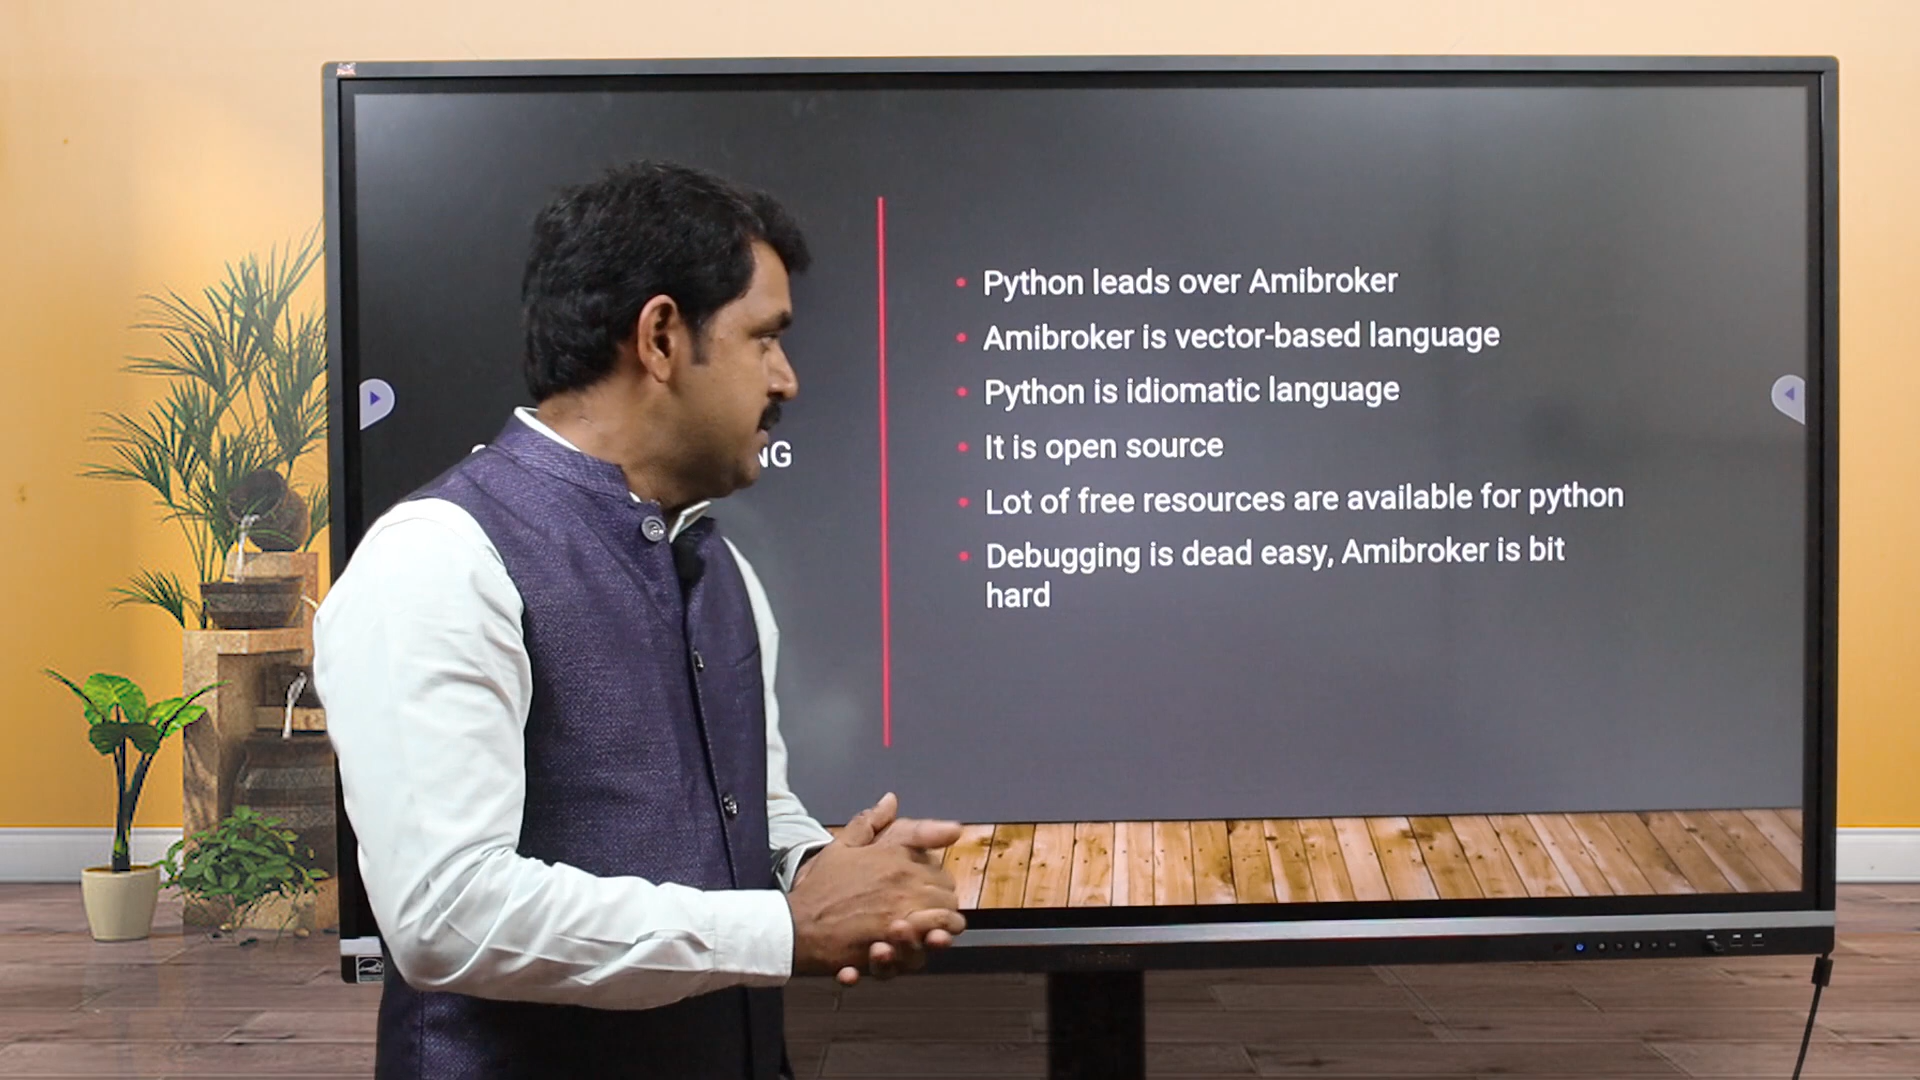 Python leads over Amibroker
Amibroker is vector-based language
Python is idiomatic language
It is open source
Lot of free resources are available for python
Debugging is dead easy, Amibroker is bit
hard